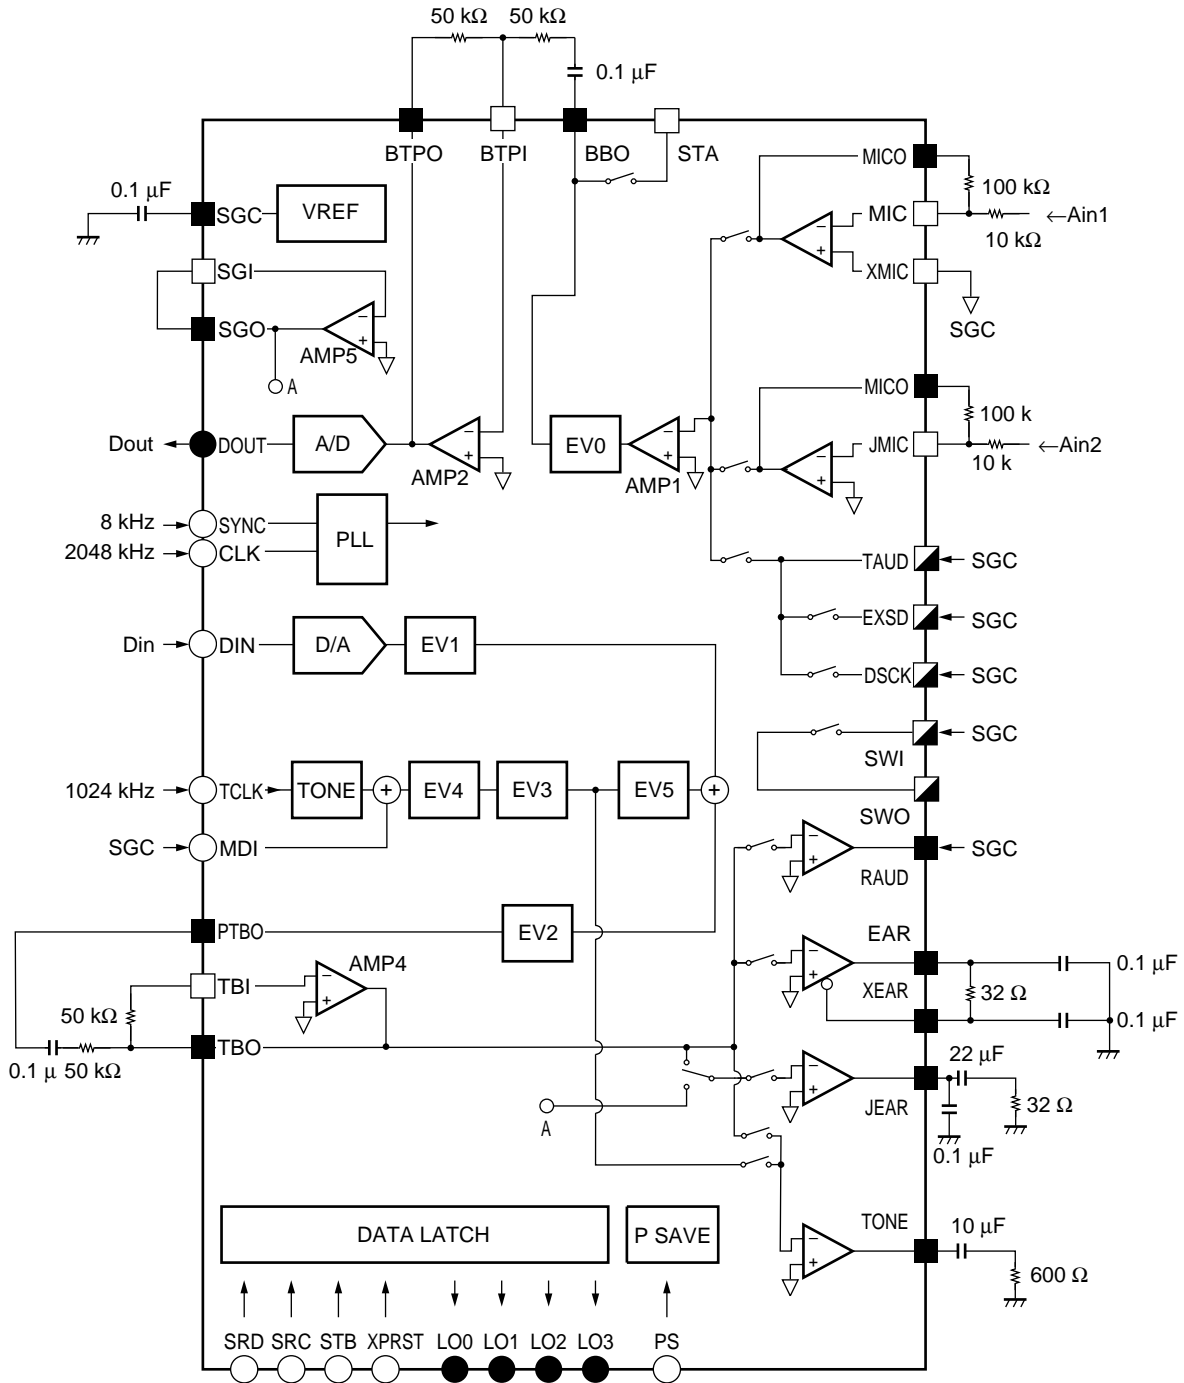 50 kΩ 50 kΩ
0.1 µF
BTPO BTPI BBO STA
MICO
0.1 µF
100 kΩ
SGC VREF
MIC ←Ain1
10 kΩ
SGI
XMIC
SGO
SGC
AMP5
A
MICO
100 k
Dout DOUT A/D
EV0
JMIC ←Ain2
10 k
AMP2
AMP1
8 kHz SYNC
PLL
2048 kHz CLK
TAUD SGC
EXSD SGC
Din DIN D/A EV1
DSCK SGC
SGC
SWI
1024 kHz TCLK TONE + EV4 EV3 EV5 +
SWO
SGC MDI
SGC
RAUD
PTBO EV2
EAR
AMP4
0.1 µF
TBI
XEAR 32 Ω
50 kΩ
0.1 µF
TBO
0.1 µ 50 kΩ
22 µF
JEAR 32 Ω
A
0.1 µF
TONE
DATA LATCH P SAVE
10 µF
600 Ω
SRD SRC STB XPRST LO0 LO1 LO2 LO3 PS